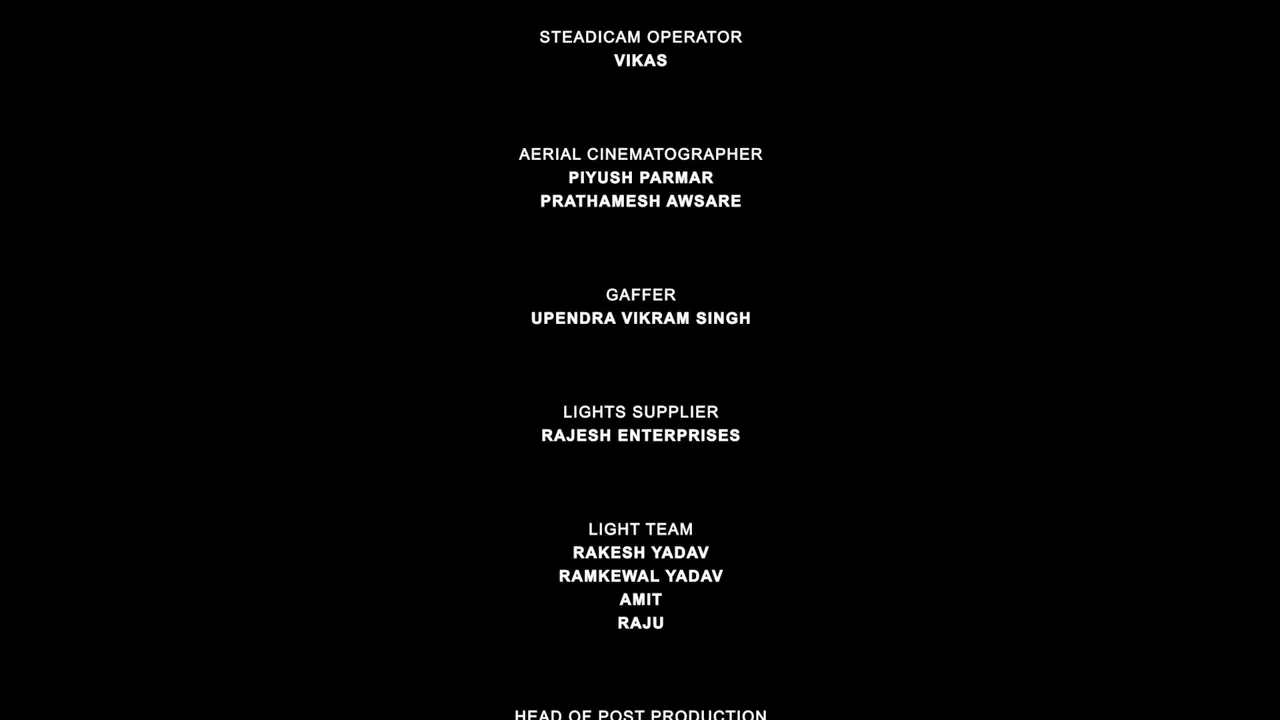 STEADICAM OPERATOR
VIKAS
AERIAL CINEMATOGRAPHER
PIYUSH PARMAR
PRATHAMESH AWSARE
GAFFER
UPENDRA VIKRAM SINGH
LIGHTS SUPPLIER
RAJESH ENTERPRISES
LIGHT TEAM
RAKESH YADAV
RAMKEWAL YADAV
AMIT
RAJU
HEAD OF POST PRODUCTION